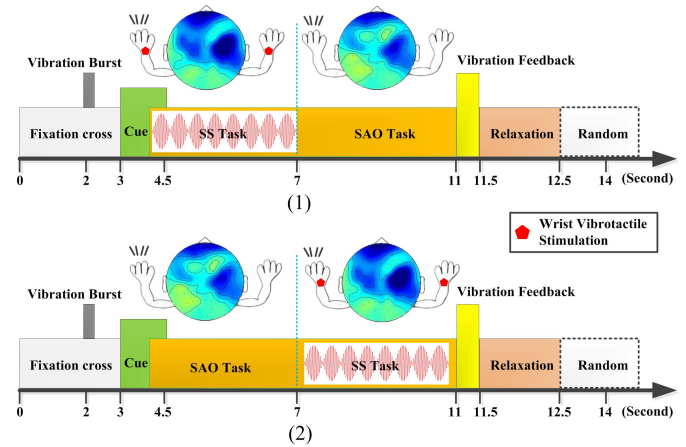 Vibration Burst
Vibration Feedback
Fixation cross
Cue
SS Task
SAO Task
Relaxation
Random
0
2
3
4.5
7
11
11.5
12.5
14
(Second)
(1)
Wrist Vibrotactile
Stimulation
Vibration Burst
Vibration Feedback
Fixation cross
Cue
SAO Task
SS Task
Relaxation
Random
0
2
3
4.5
7
11
11.5
12.5
14
(Second)
(2)